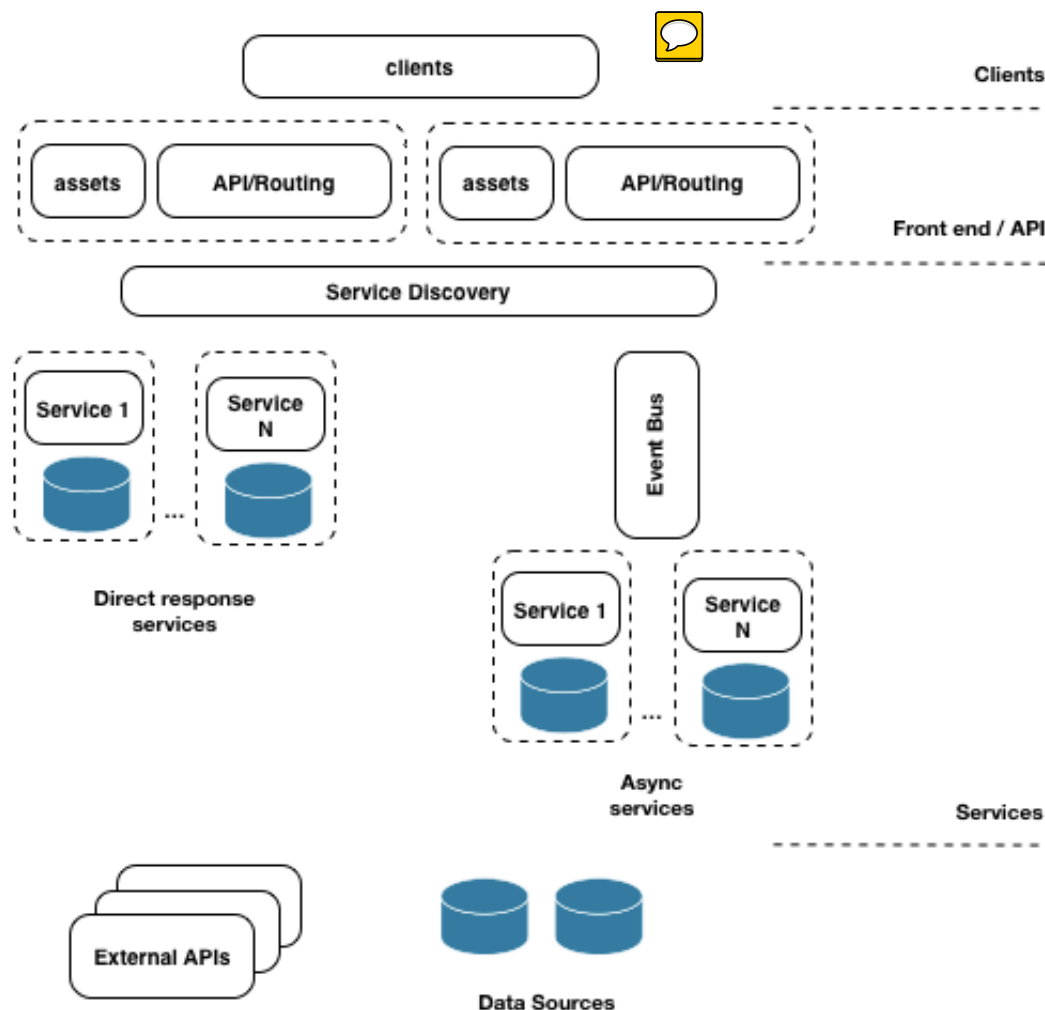 clients
Clients
assets
API/Routing
assets
API/Routing
Front end / API
Service Discovery
Service 1
Service
N
...
Event Bus
Direct response
services
Service 1
Service
N
...
Async
services
Services
External APIs
Data Sources